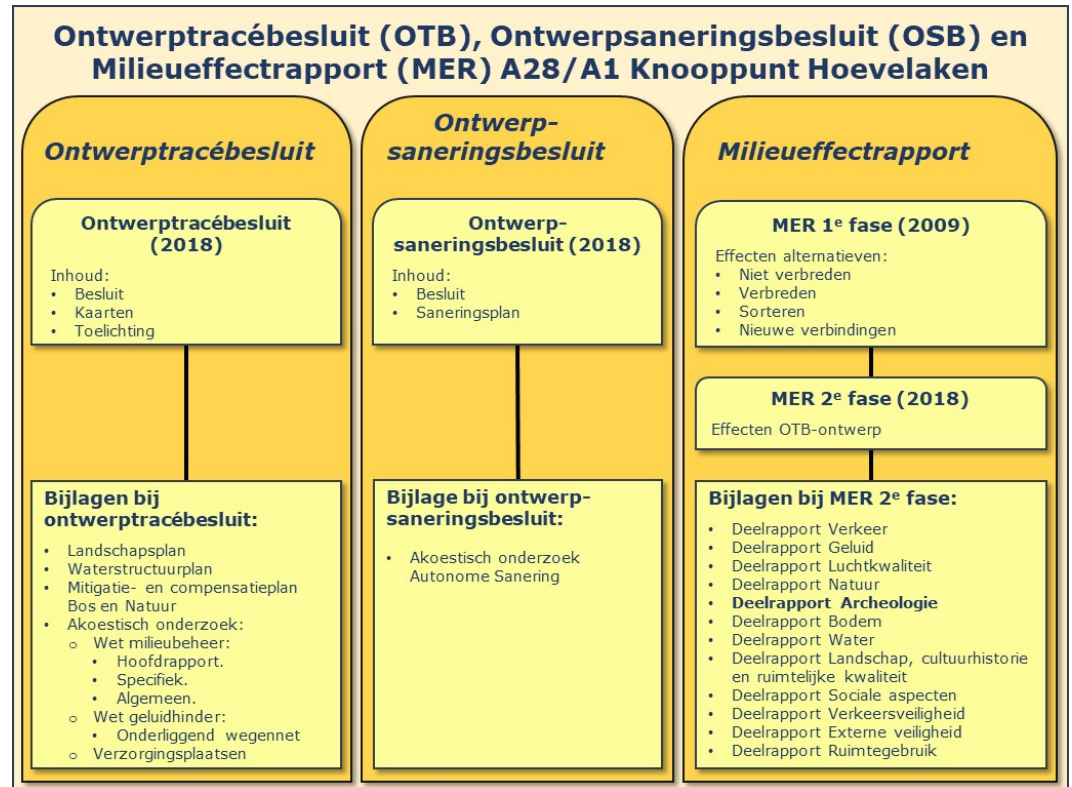 Ontwerptracébesluit (OTB), Ontwerpsaneringsbesluit (OSB) en
Milieueffectrapport (MER) A28/A1 Knooppunt Hoevelaken
Ontwerptracébesluit
Ontwerptracébesluit
(2018)
Inhoud:
• Besluit
• Kaarten
• Toelichting
Bijlagen bij
ontwerptracébesluit:
• Landschapsplan
• Waterstructuurplan
• Mitigatie- en compensatieplan
Bos en Natuur
• Akoestisch onderzoek:
o Wet milieubeheer:
• Hoofdrapport.
• Specifiek.
• Algemeen.
o Wet geluidhinder:
• Onderliggend wegennet
o Verzorgingsplaatsen
Ontwerp-
saneringsbesluit
Ontwerp-
saneringsbesluit (2018)
Inhoud:
• Besluit
• Saneringsplan
Bijlage bij ontwerp-
saneringsbesluit:
• Akoestisch onderzoek
Autonome Sanering
Milieueffectrapport
MER 1e fase (2009)
Effecten alternatieven:
• Niet verbreden
• Verbreden
• Sorteren
• Nieuwe verbindingen
MER 2e fase (2018)
Effecten OTB-ontwerp
Bijlagen bij MER 2e fase:
• Deelrapport Verkeer
• Deelrapport Geluid
• Deelrapport Luchtkwaliteit
• Deelrapport Natuur
• Deelrapport Archeologie
• Deelrapport Bodem
• Deelrapport Water
• Deelrapport Landschap, cultuurhistorie
en ruimtelijke kwaliteit
• Deelrapport Sociale aspecten
• Deelrapport Verkeersveiligheid
• Deelrapport Externe veiligheid
• Deelrapport Ruimtegebruik